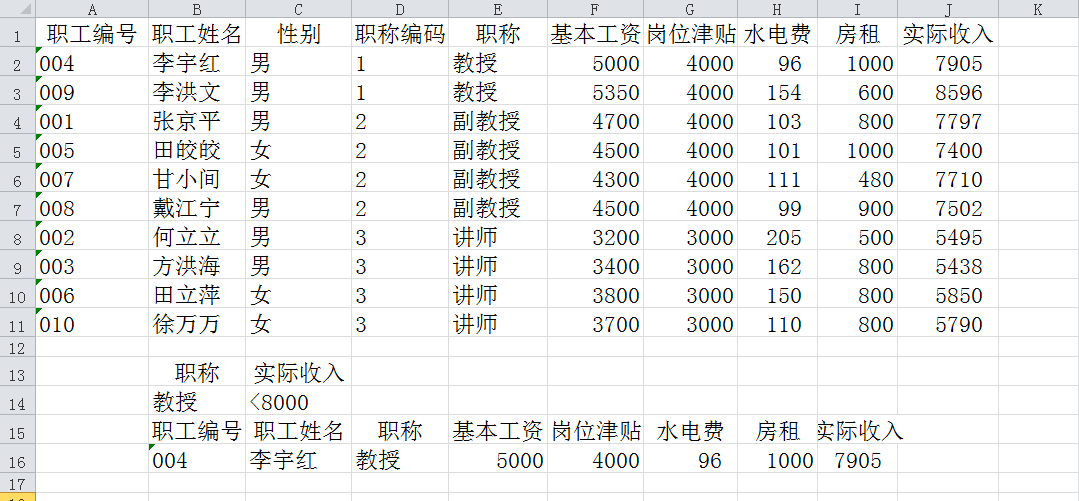 A B C D E F G H I J K
1 职工编号 职工姓名 性别 职称编码 职称 基本工资 岗位津贴 水电费 房租 实际收入
2 004 李宇红 男 1 教授 5000 4000 96 1000 7905
3 009 李洪文 男 1 教授 5350 4000 154 600 8596
4 001 张京平 男 2 副教授 4700 4000 103 800 7797
5 005 田皎皎 女 2 副教授 4500 4000 101 1000 7400
6 007 甘小间 女 2 副教授 4300 4000 111 480 7710
7 008 戴江宁 男 2 副教授 4500 4000 99 900 7502
8 002 何立立 男 3 讲师 3200 3000 205 500 5495
9 003 方洪海 男 3 讲师 3400 3000 162 800 5438
10 006 田立萍 女 3 讲师 3800 3000 150 800 5850
11 010 徐万万 女 3 讲师 3700 3000 110 800 5790
12
13 职称 实际收入
14 教授 <8000
15 职工编号 职工姓名 职称 基本工资 岗位津贴 水电费 房租 实际收入
16 004 李宇红 教授 5000 4000 96 1000 7905
17